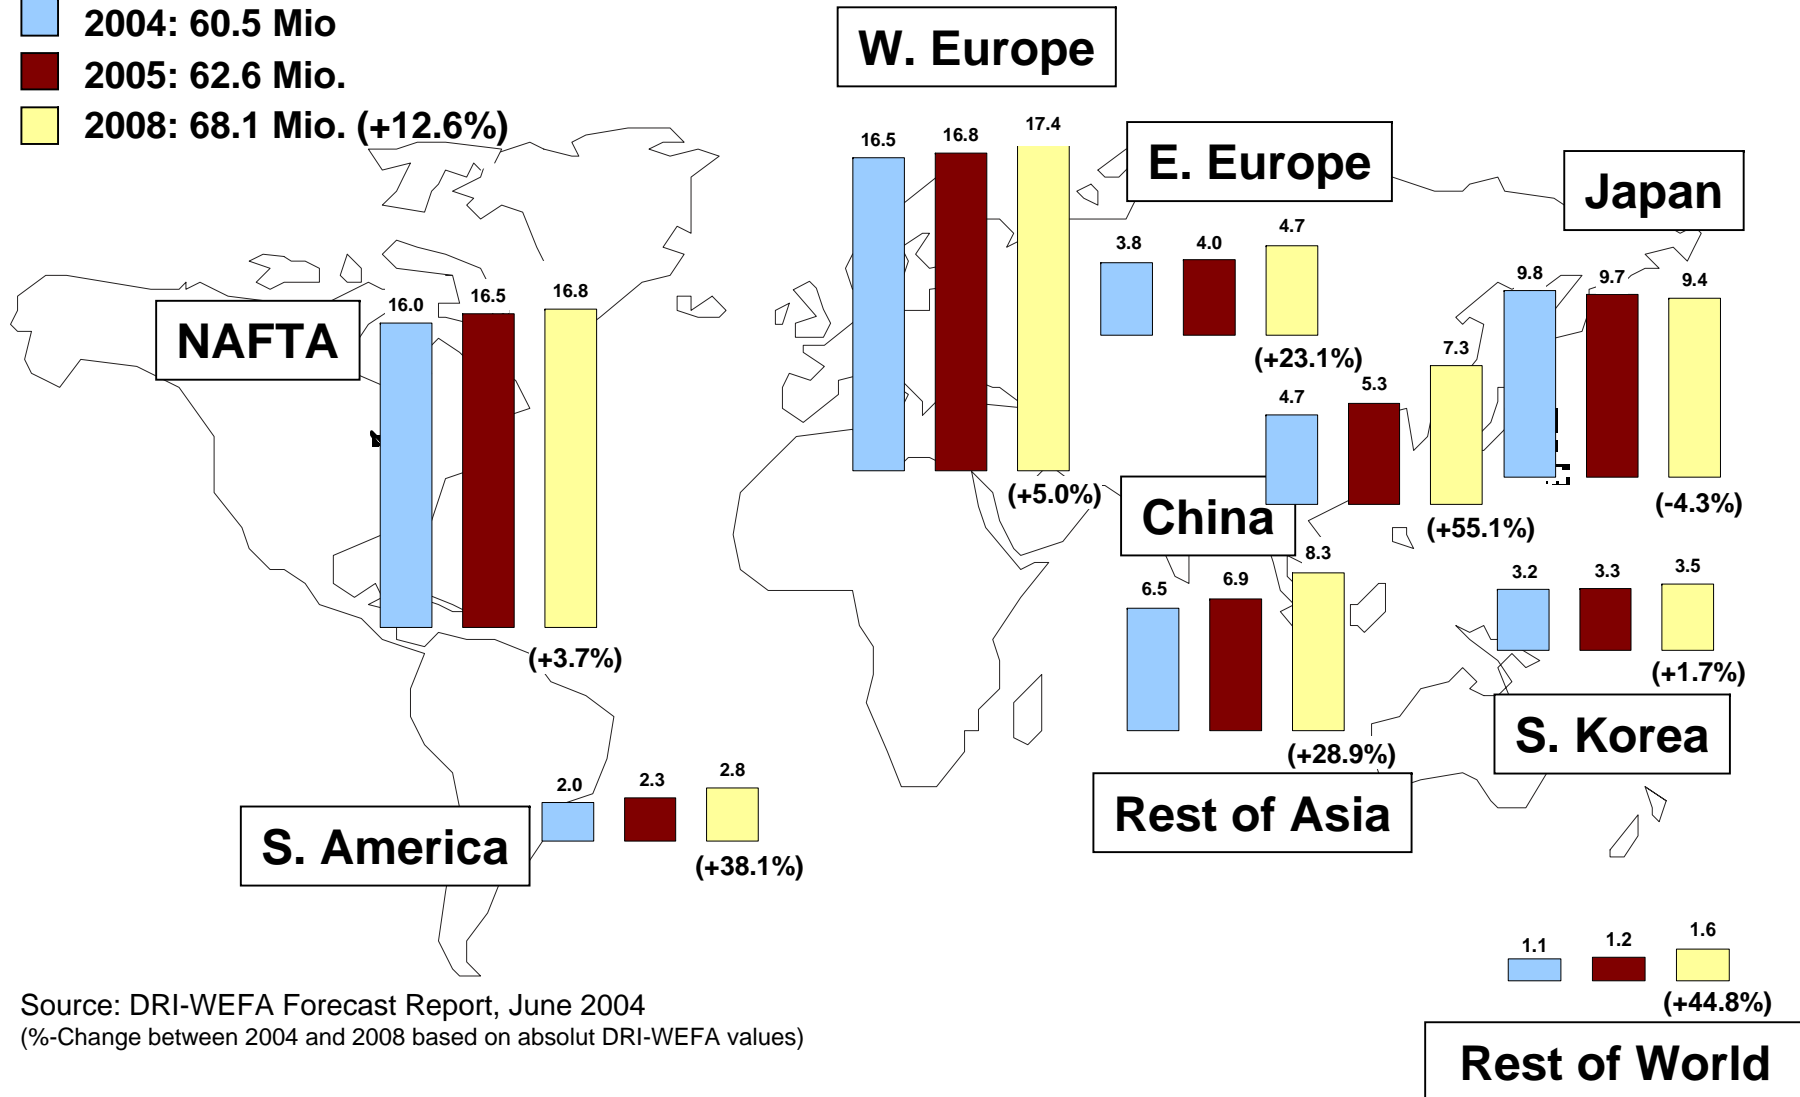 2004: 60.5 Mio
2005: 62.6 Mio.
2008: 68.1 Mio. (+12.6%)
W. Europe
16.5
16.8
17.4
(+5.0%)
E. Europe
3.8
4.0
4.7
(+23.1%)
Japan
9.8
9.7
9.4
(-4.3%)
NAFTA
16.0
16.5
16.8
(+3.7%)
China
4.7
5.3
7.3
(+55.1%)
6.5
6.9
8.3
(+28.9%)
Rest of Asia
3.2
3.3
3.5
(+1.7%)
S. Korea
S. America
2.0
2.3
2.8
(+38.1%)
1.1
1.2
1.6
(+44.8%)
Rest of World
Source: DRI-WEFA Forecast Report, June 2004
(%-Change between 2004 and 2008 based on absolut DRI-WEFA values)